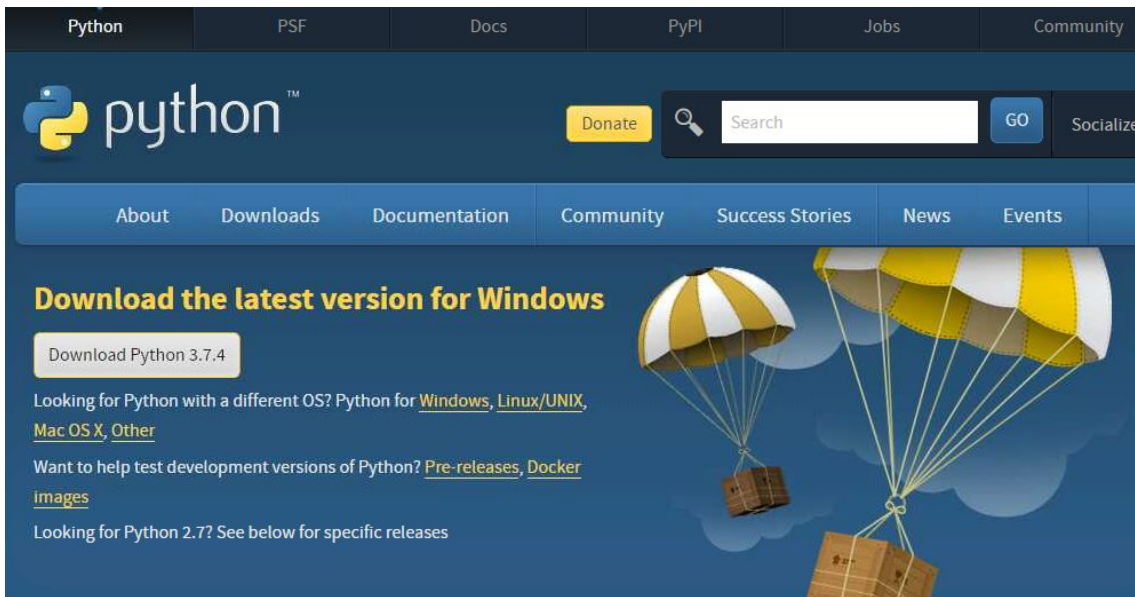 Python PSF Docs PyPI Jobs Community
python™
Donate Search GO Socialize
About Downloads Documentation Community Success Stories News Events
Download the latest version for Windows
Download Python 3.7.4
Looking for Python with a different OS? Python for Windows, Linux/UNIX,
Mac OS X, Other
Want to help test development versions of Python? Pre-releases, Docker
images
Looking for Python 2.7? See below for specific releases